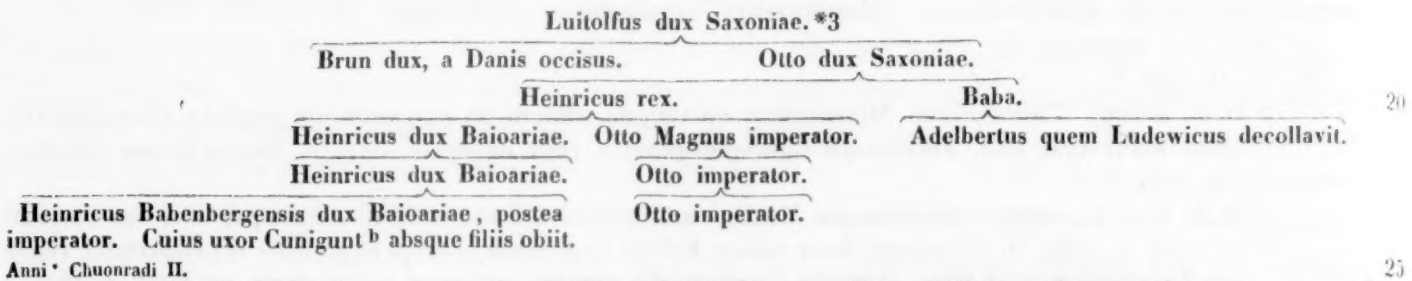 Luitolfus dux Saxoniae. *3
Brun dux, a Danis occisus. Otto dux Saxoniae.
Heinricus rex. Baba. 20
Heinricus dux Baioariae. Otto Magnus imperator. Adelbertus quem Ludewicus decollavit.
Heinricus dux Baioariae. Otto imperator.
Heinricus Babenbergensis dux Baioariae, postea Otto imperator.
imperator. Cuius uxor Cunigunt b absque filiis obiit.
Anni * Chuonradi II. 25